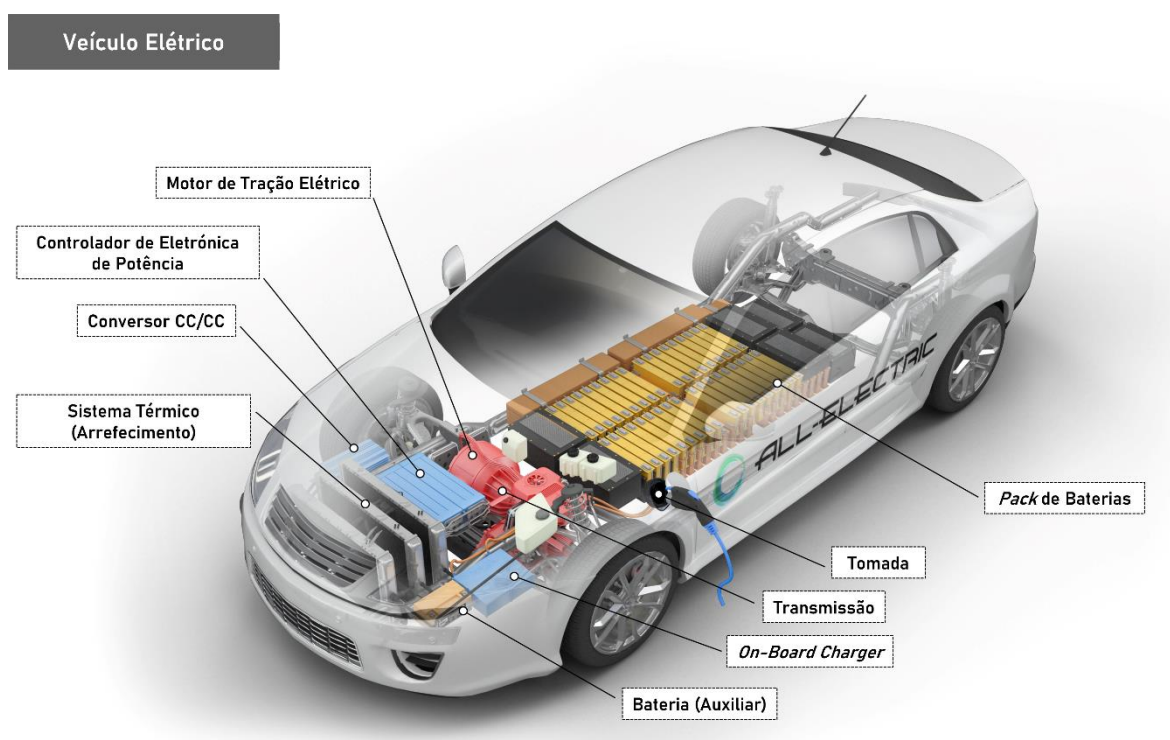 Veículo Elétrico
Motor de Tração Elétrico
Controlador de Eletrónica
de Potência
Conversor CC/CC
Sistema Térmico
(Arrefecimento)
ALL-ELECTRIC
Pack de Baterias
Tomada
Transmissão
On-Board Charger
Bateria (Auxiliar)